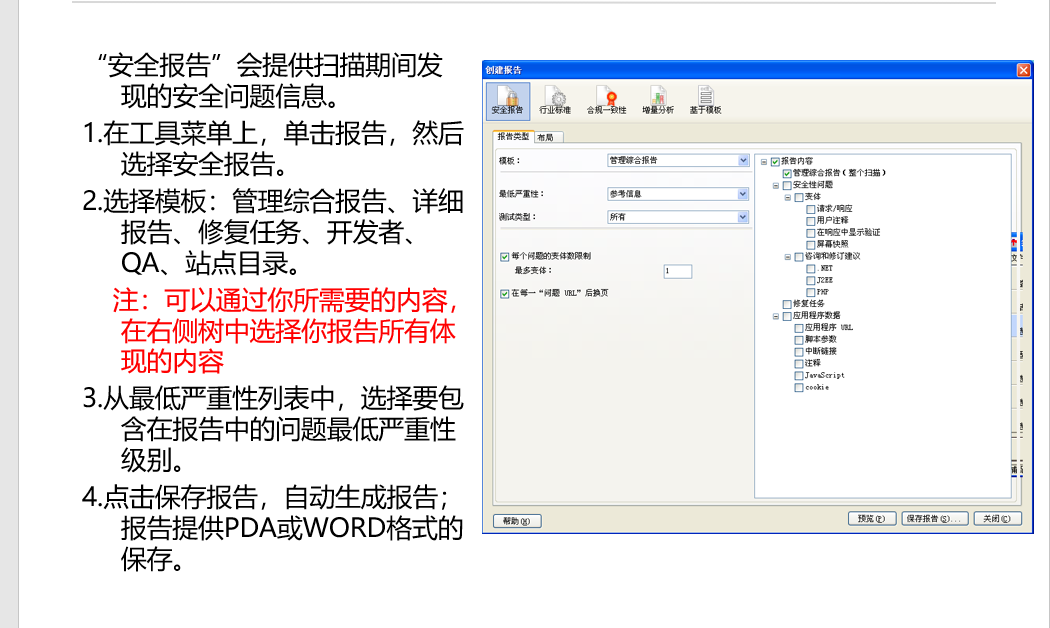 “安全报告”会提供扫描期间发
现的安全问题信息。
1.在工具菜单上，单击报告，然后
选择安全报告。
2.选择模板：管理综合报告、详细
报告、修复任务、开发者、
QA、站点目录。
注：可以通过你所需要的内容，
在右侧树中选择你报告所有体
现的内容
3.从最低严重性列表中，选择要包
含在报告中的问题最低严重性
级别。
4.点击保存报告，自动生成报告；
报告提供PDA或WORD格式的
保存。
创建报告
安全报告 行业标准 合规一致性 增量分析 基于模板
报告类型 布局
模板： 管理综合报告
最低严重性： 参考信息
测试类型： 所有
每个问题的变体数限制
最多变体： 1
在每一“问题 URL”后换页
报告内容
管理综合报告（整个扫描）
安全性问题
变体
请求/响应
用户注释
在响应中显示验证
屏幕快照
咨询和修订建议
.NET
J2EE
PHP
修复任务
应用程序数据
应用程序 URL
脚本参数
中断链接
注释
JavaScript
cookie
帮助(H) 预览(P) 保存报告(S)... 关闭(C)